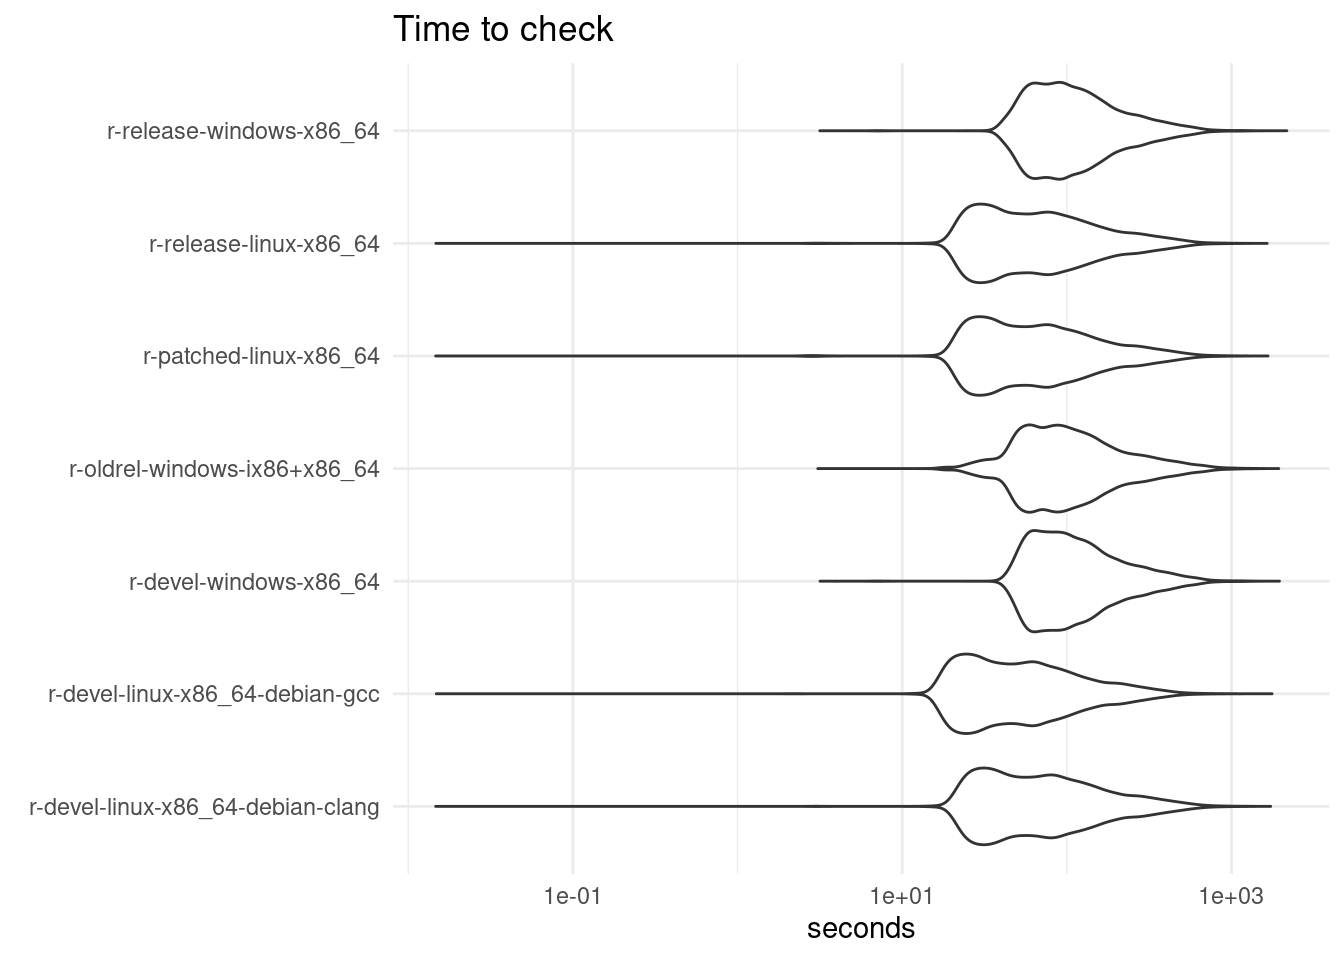 Time to check
r-release-windows-x86_64
r-release-linux-x86_64
r-patched-linux-x86_64
r-oldrel-windows-ix86+x86_64
r-devel-windows-x86_64
r-devel-linux-x86_64-debian-gcc
r-devel-linux-x86_64-debian-clang
1e-01 1e+01 1e+03
seconds